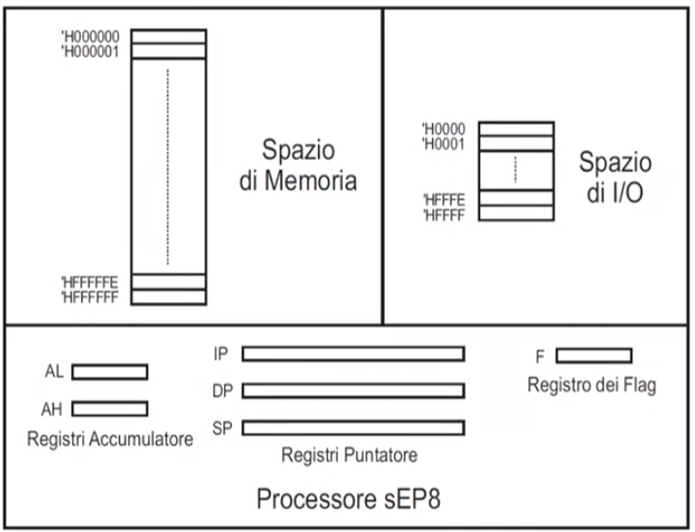 'H000000
'H000001
Spazio
di Memoria
'HFFFFFE
'HFFFFFF
'H0000
'H0001
Spazio
di I/O
'HFFFE
'HFFFF
AL
AH
Registri Accumulatore
IP
DP
SP
Registri Puntatore
F
Registro dei Flag
Processore sEP8